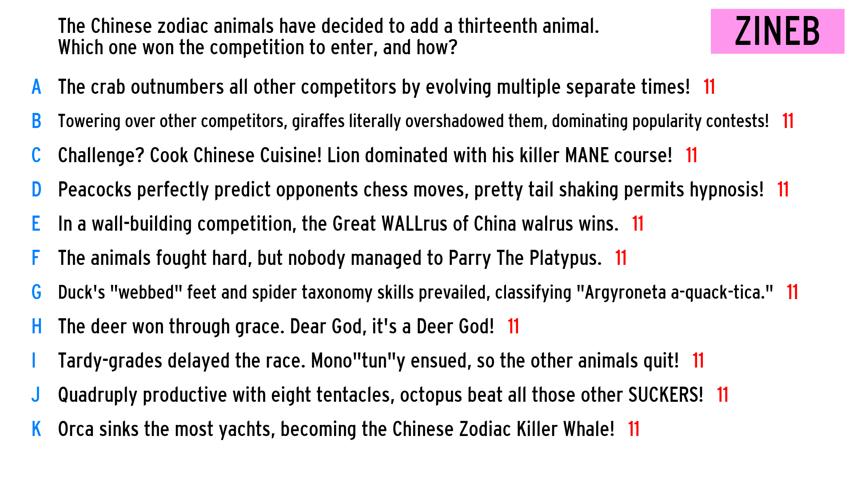 The Chinese zodiac animals have decided to add a thirteenth animal.
Which one won the competition to enter, and how?
ZINEB
A The crab outnumbers all other competitors by evolving multiple separate times! 11
B Towering over other competitors, giraffes literally overshadowed them, dominating popularity contests! 11
C Challenge? Cook Chinese Cuisine! Lion dominated with his killer MANE course! 11
D Peacocks perfectly predict opponents chess moves, pretty tail shaking permits hypnosis! 11
E In a wall-building competition, the Great WALLrus of China walrus wins. 11
F The animals fought hard, but nobody managed to Parry The Platypus. 11
G Duck's "webbed" feet and spider taxonomy skills prevailed, classifying "Argyroneta a-quack-tica." 11
H The deer won through grace. Dear God, it's a Deer God! 11
I Tardy-grades delayed the race. Mono"tun"y ensued, so the other animals quit! 11
J Quadruply productive with eight tentacles, octopus beat all those other SUCKERS! 11
K Orca sinks the most yachts, becoming the Chinese Zodiac Killer Whale! 11